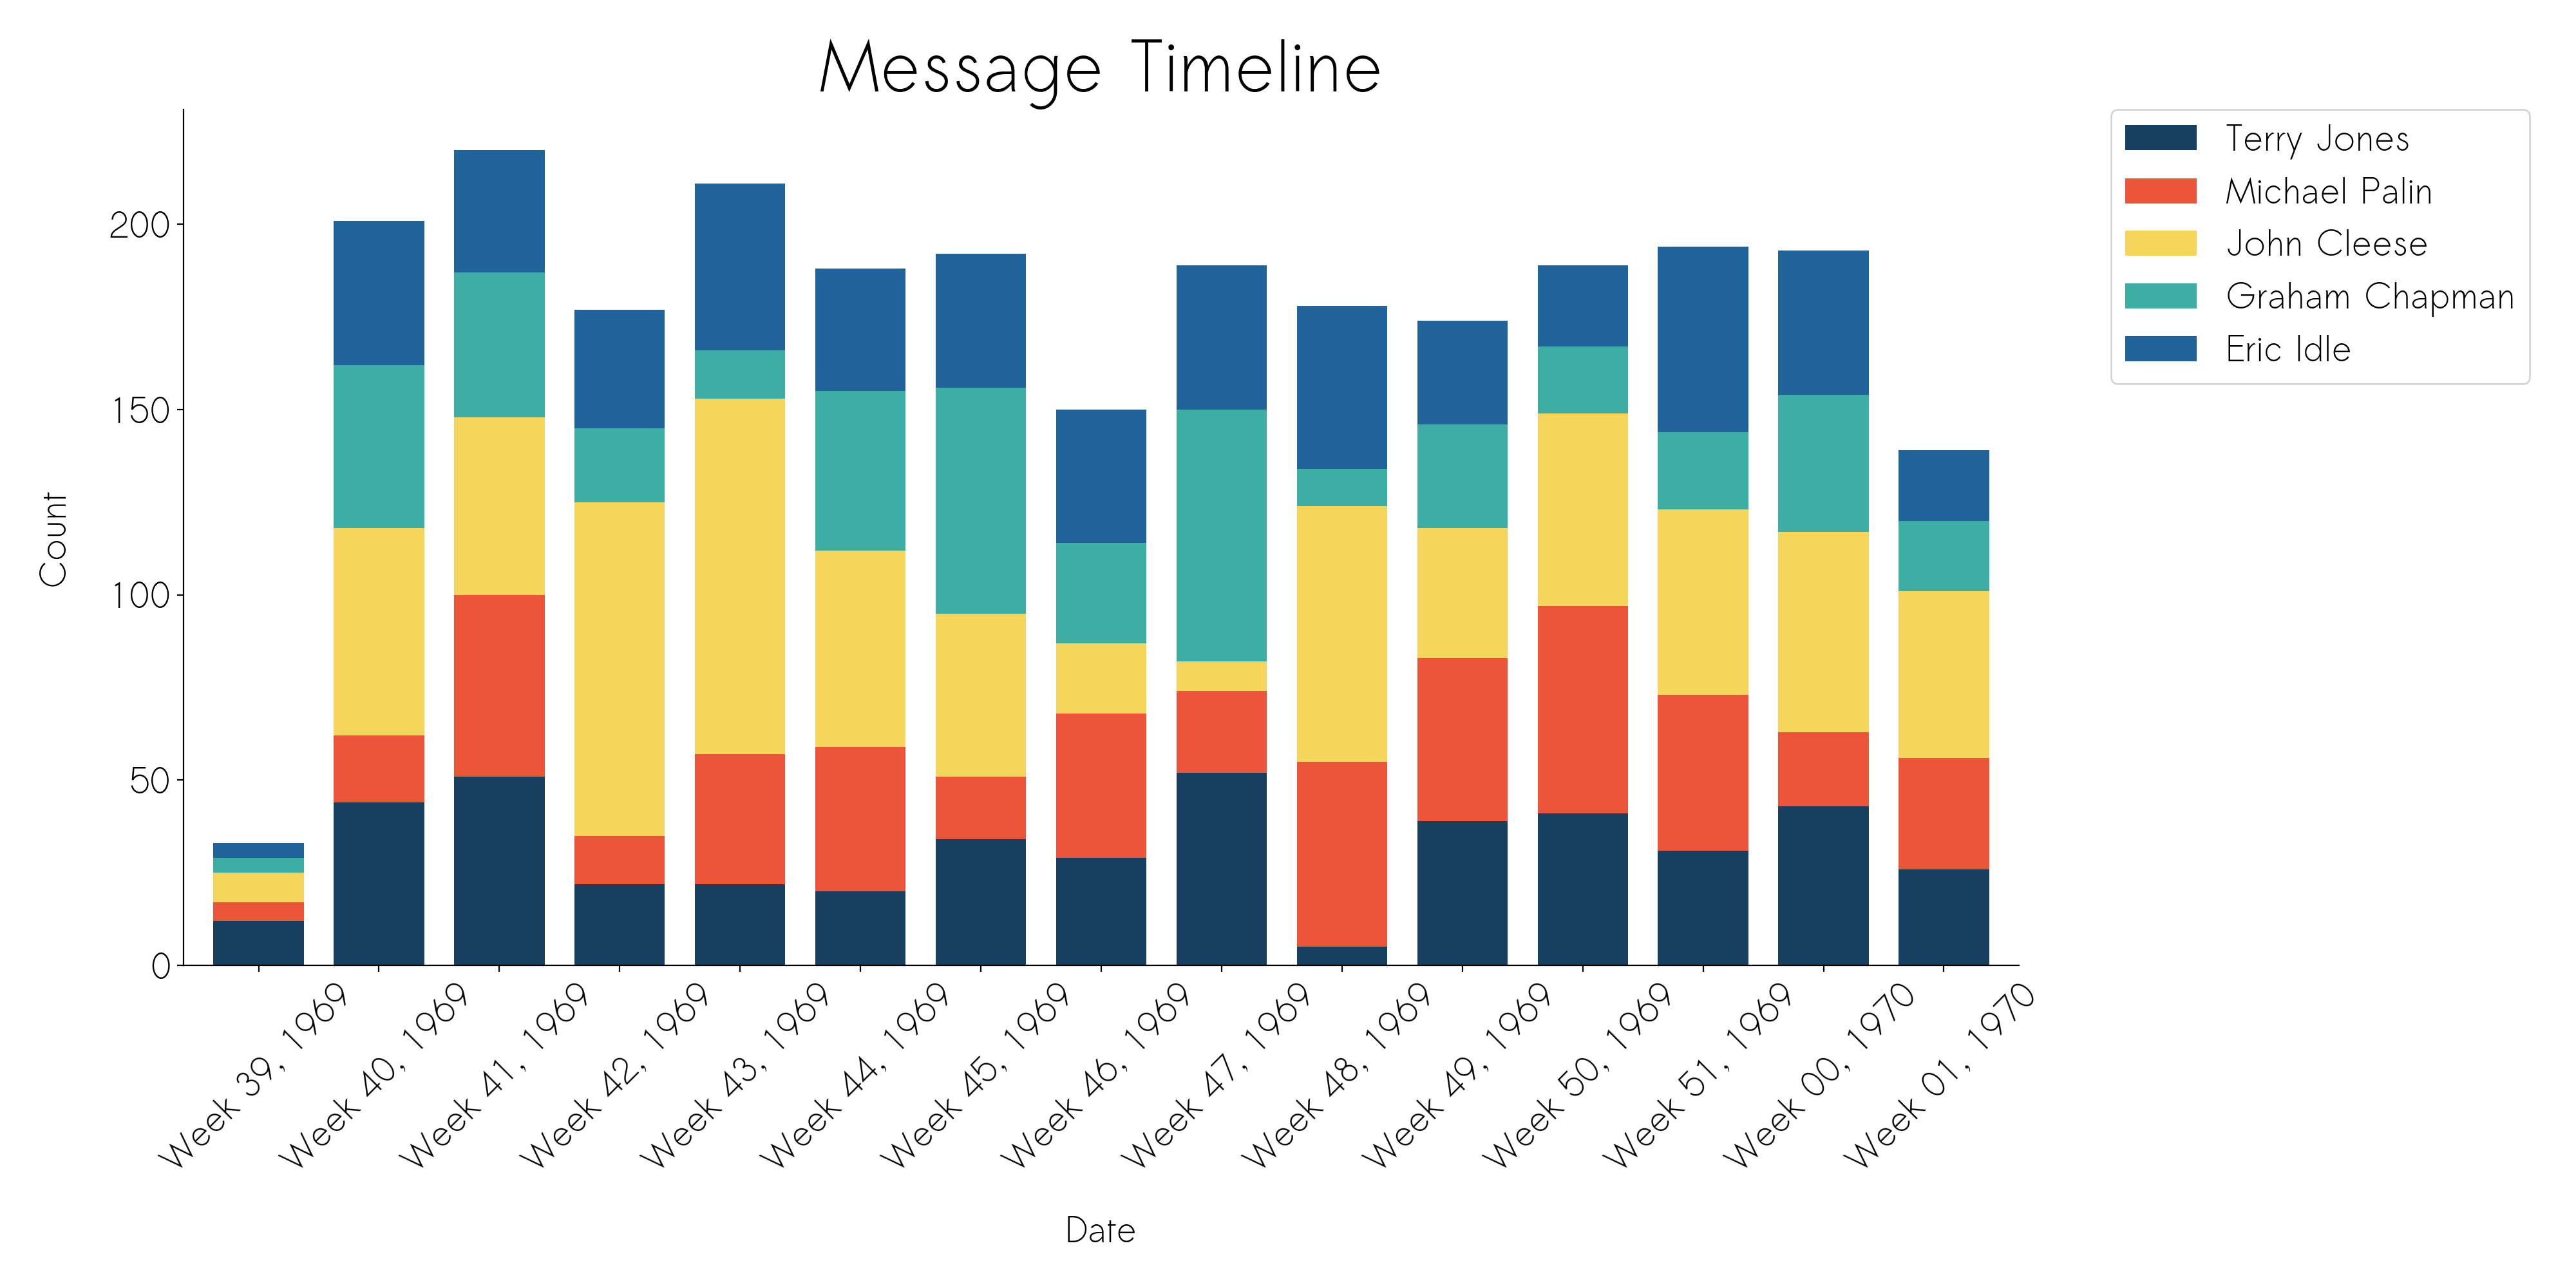 Message Timeline
Terry Jones
Michael Palin
John Cleese
Graham Chapman
Eric Idle
Count
200
150
100
50
0
Week 39, 1969
Week 40, 1969
Week 41, 1969
Week 42, 1969
Week 43, 1969
Week 44, 1969
Week 45, 1969
Week 46, 1969
Week 47, 1969
Week 48, 1969
Week 49, 1969
Week 50, 1969
Week 51, 1969
Week 00, 1970
Week 01, 1970
Date